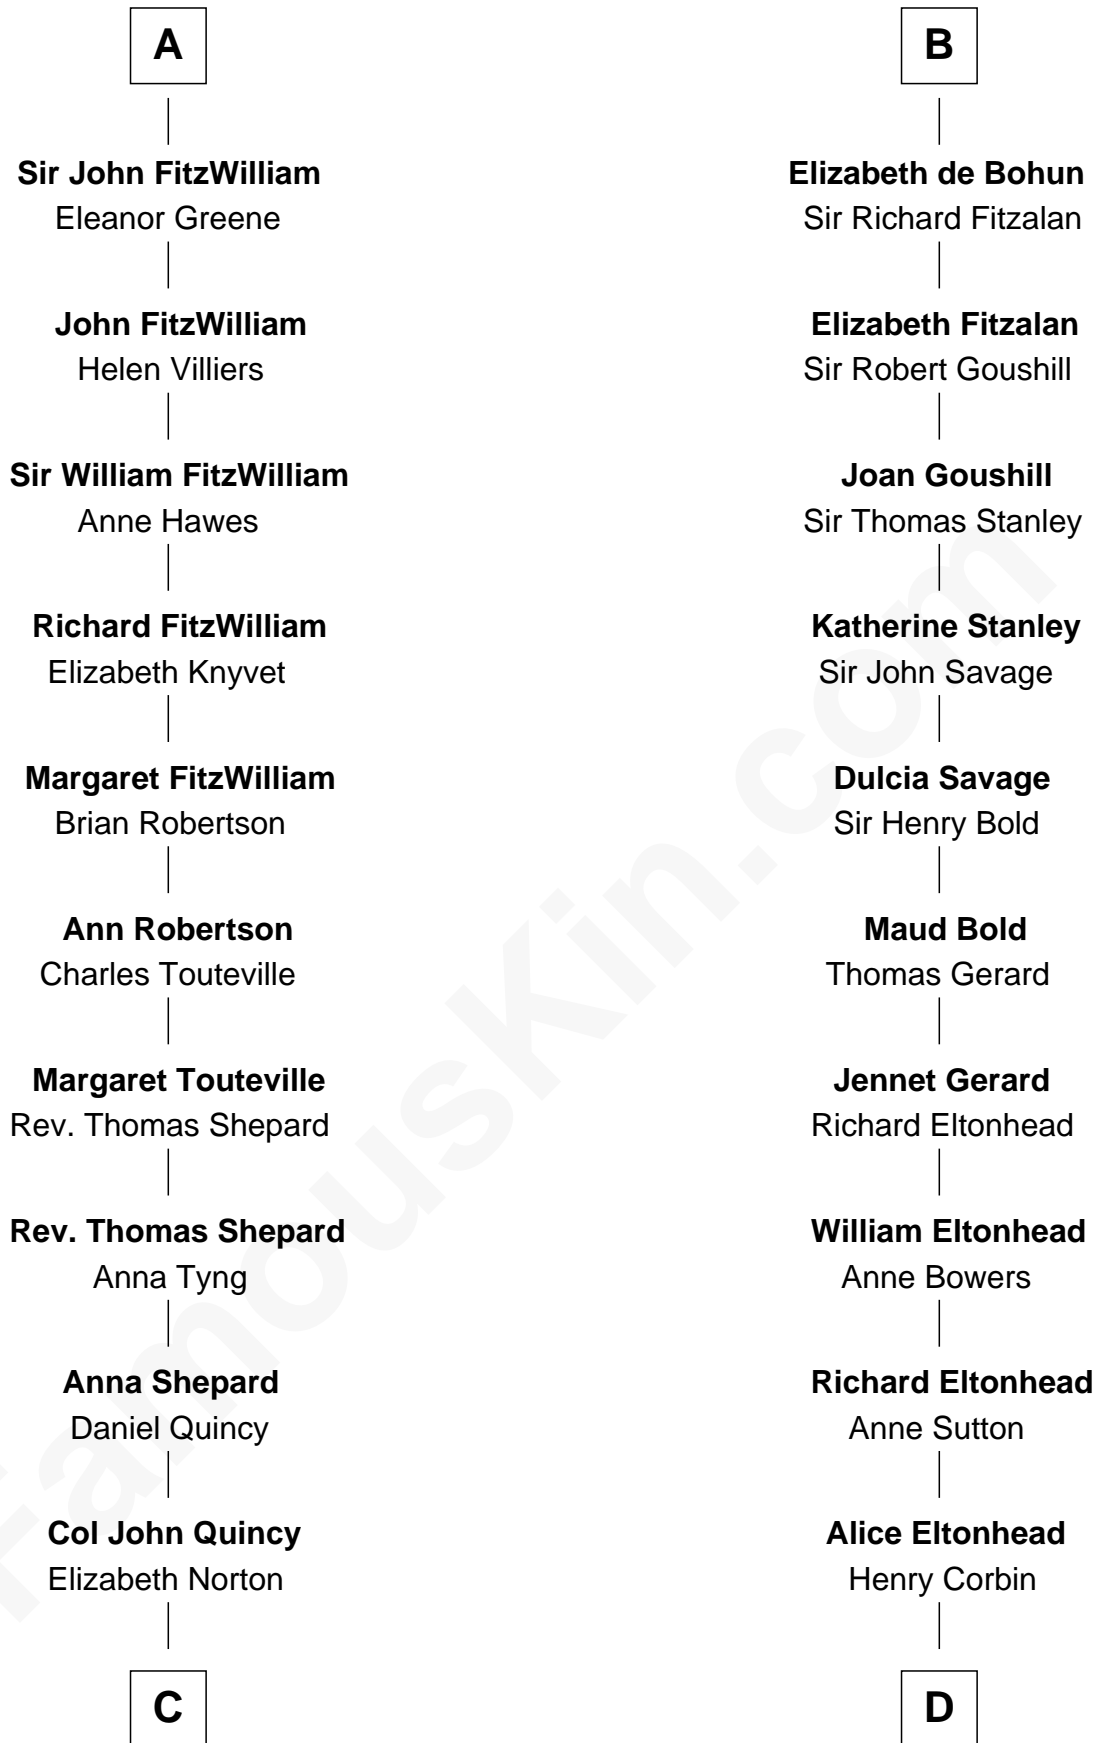 A
Sir John FitzWilliam
Eleanor Greene
John FitzWilliam
Helen Villiers
Sir William FitzWilliam
Anne Hawes
Richard FitzWilliam
Elizabeth Knyvet
Margaret FitzWilliam
Brian Robertson
Ann Robertson
Charles Touteville
Margaret Touteville
Rev. Thomas Shepard
Rev. Thomas Shepard
Anna Tyng
Anna Shepard
Daniel Quincy
Col John Quincy
Elizabeth Norton
C
B
Elizabeth de Bohun
Sir Richard Fitzalan
Elizabeth Fitzalan
Sir Robert Goushill
Joan Goushill
Sir Thomas Stanley
Katherine Stanley
Sir John Savage
Dulcia Savage
Sir Henry Bold
Maud Bold
Thomas Gerard
Jennet Gerard
Richard Eltonhead
William Eltonhead
Anne Bowers
Richard Eltonhead
Anne Sutton
Alice Eltonhead
Henry Corbin
D
FamousKin.com